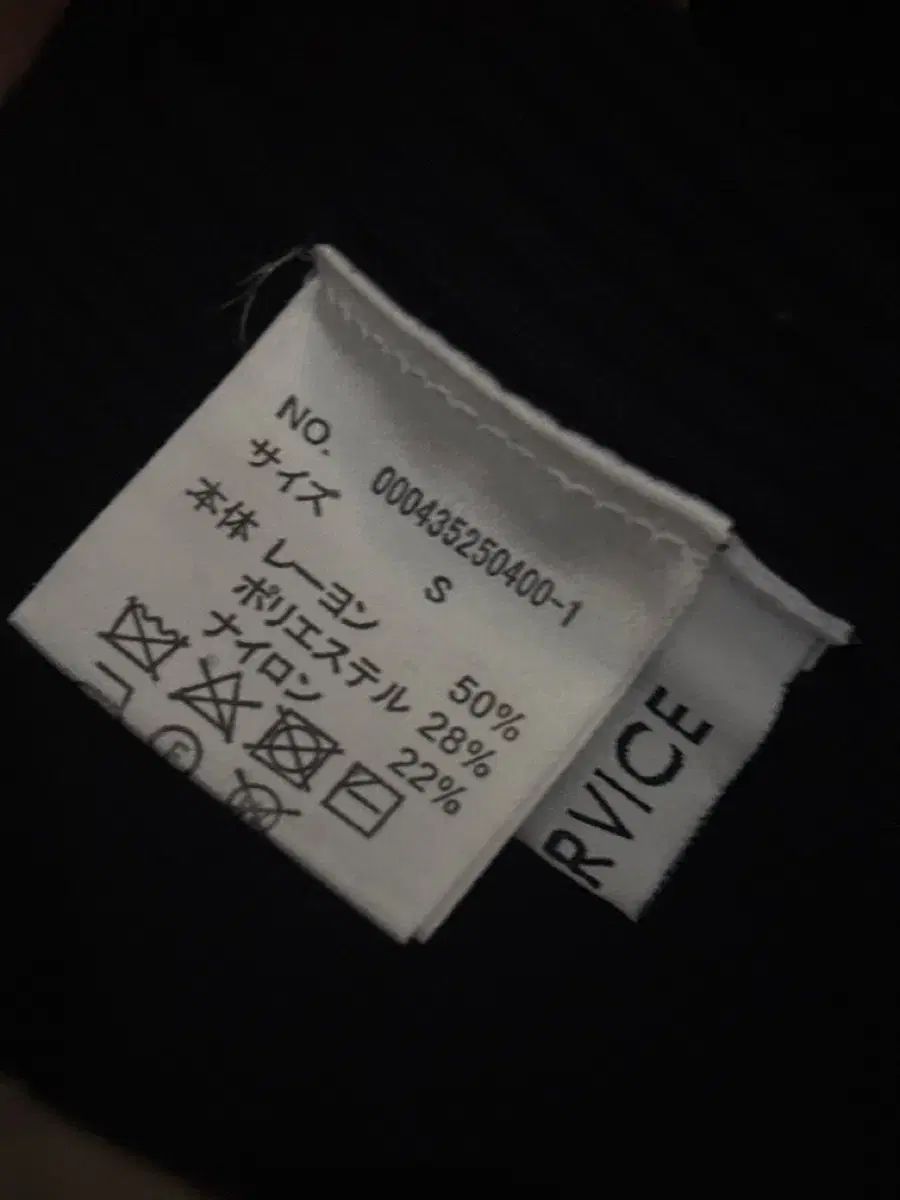 NO. 000435250400-1
サイズ S
本体 レーヨン 50%
ポリエステル 28%
ナイロン 22%
RVICE